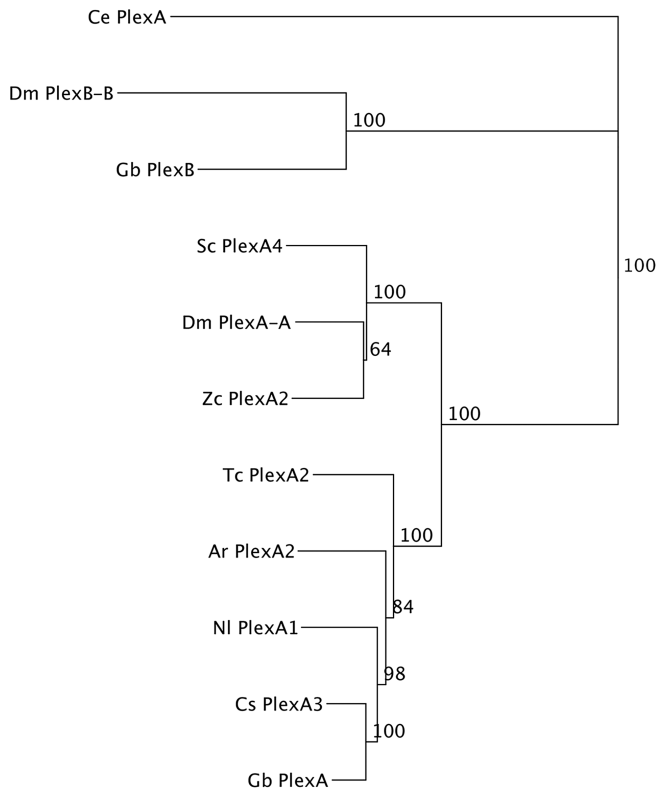 Ce PlexA
Dm PlexB-B
100
Gb PlexB
Sc PlexA4
100
100
Dm PlexA-A
64
Zc PlexA2
100
Tc PlexA2
100
Ar PlexA2
84
Nl PlexA1
98
Cs PlexA3
100
Gb PlexA